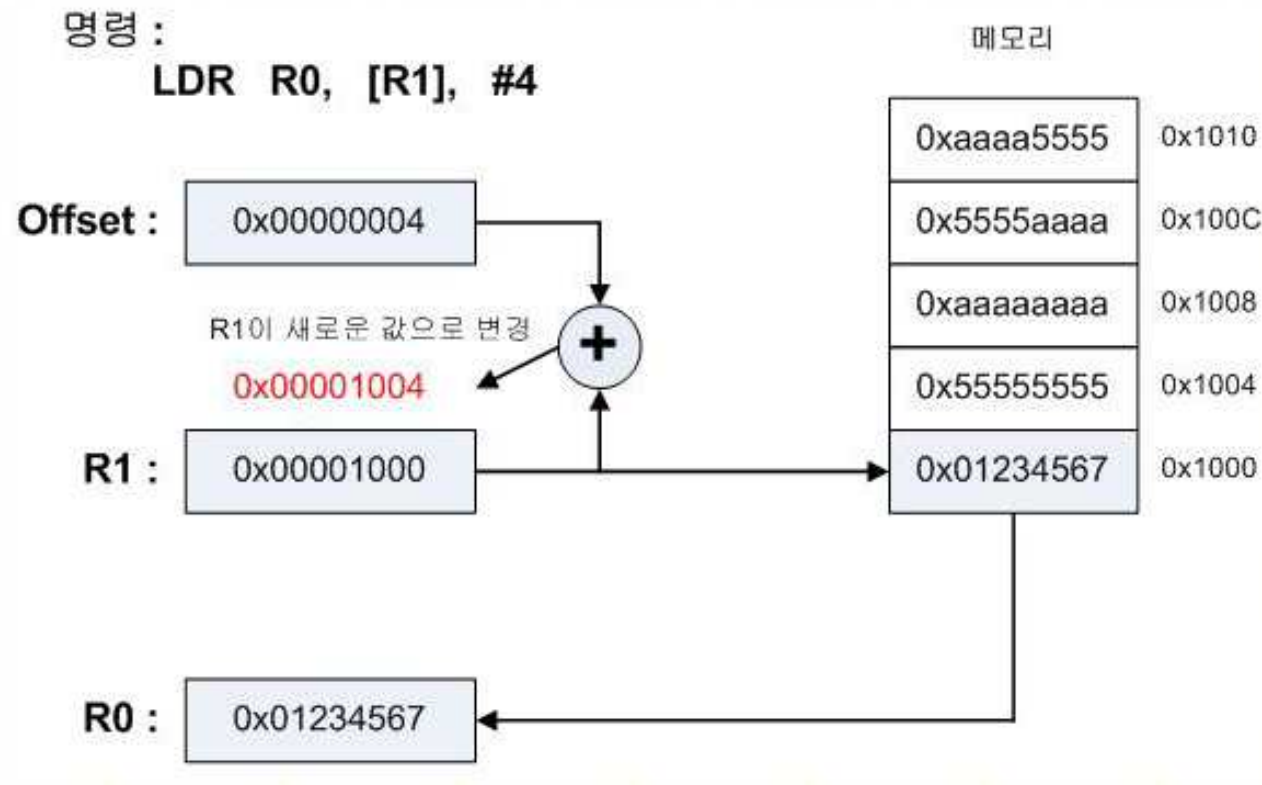 명령 :
LDR R0, [R1], #4
메모리
0xaaaa5555 0x1010
Offset : 0x00000004
0x5555aaaa 0x100C
0xaaaaaaaa 0x1008
R1이 새로운 값으로 변경
+
0x00001004
0x55555555 0x1004
R1 : 0x00001000
0x01234567 0x1000
R0 : 0x01234567